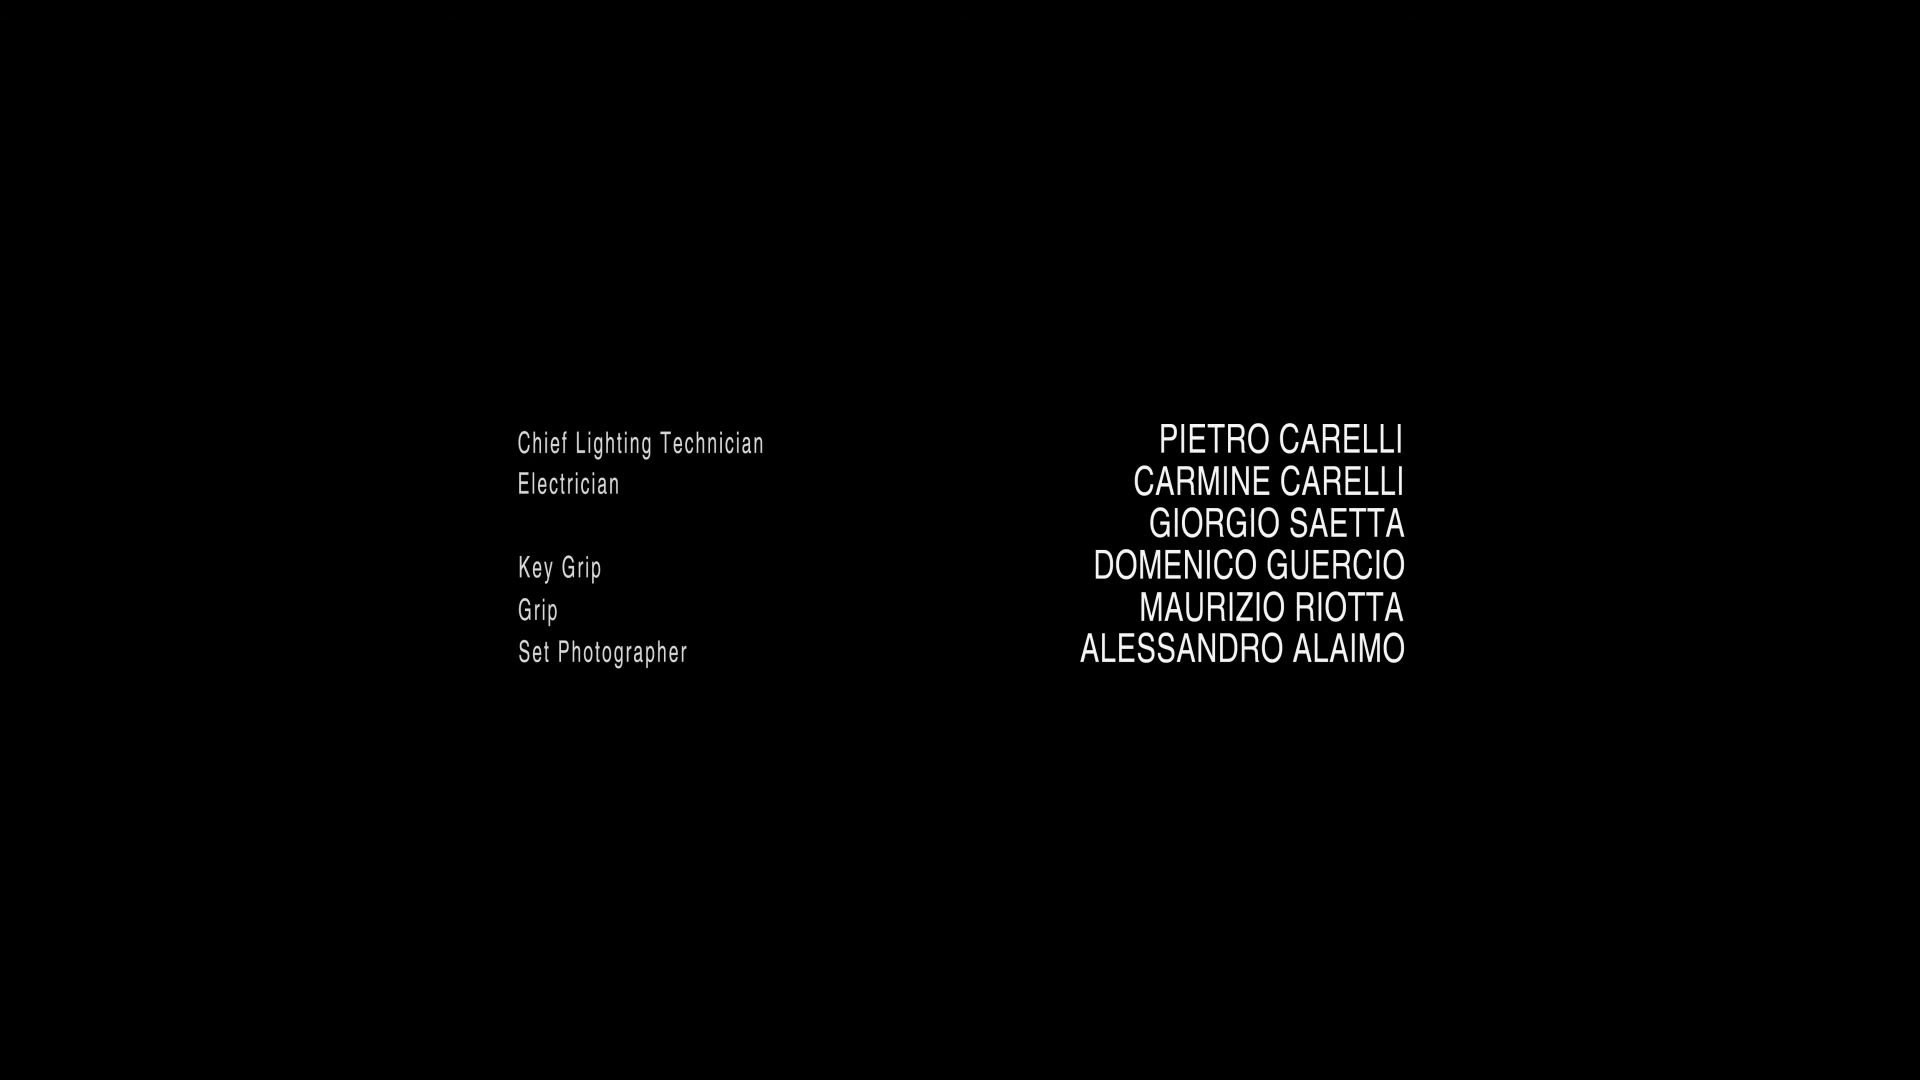 Chief Lighting Technician PIETRO CARELLI
Electrician CARMINE CARELLI
GIORGIO SAETTA
Key Grip DOMENICO GUERCIO
Grip MAURIZIO RIOTTA
Set Photographer ALESSANDRO ALAIMO